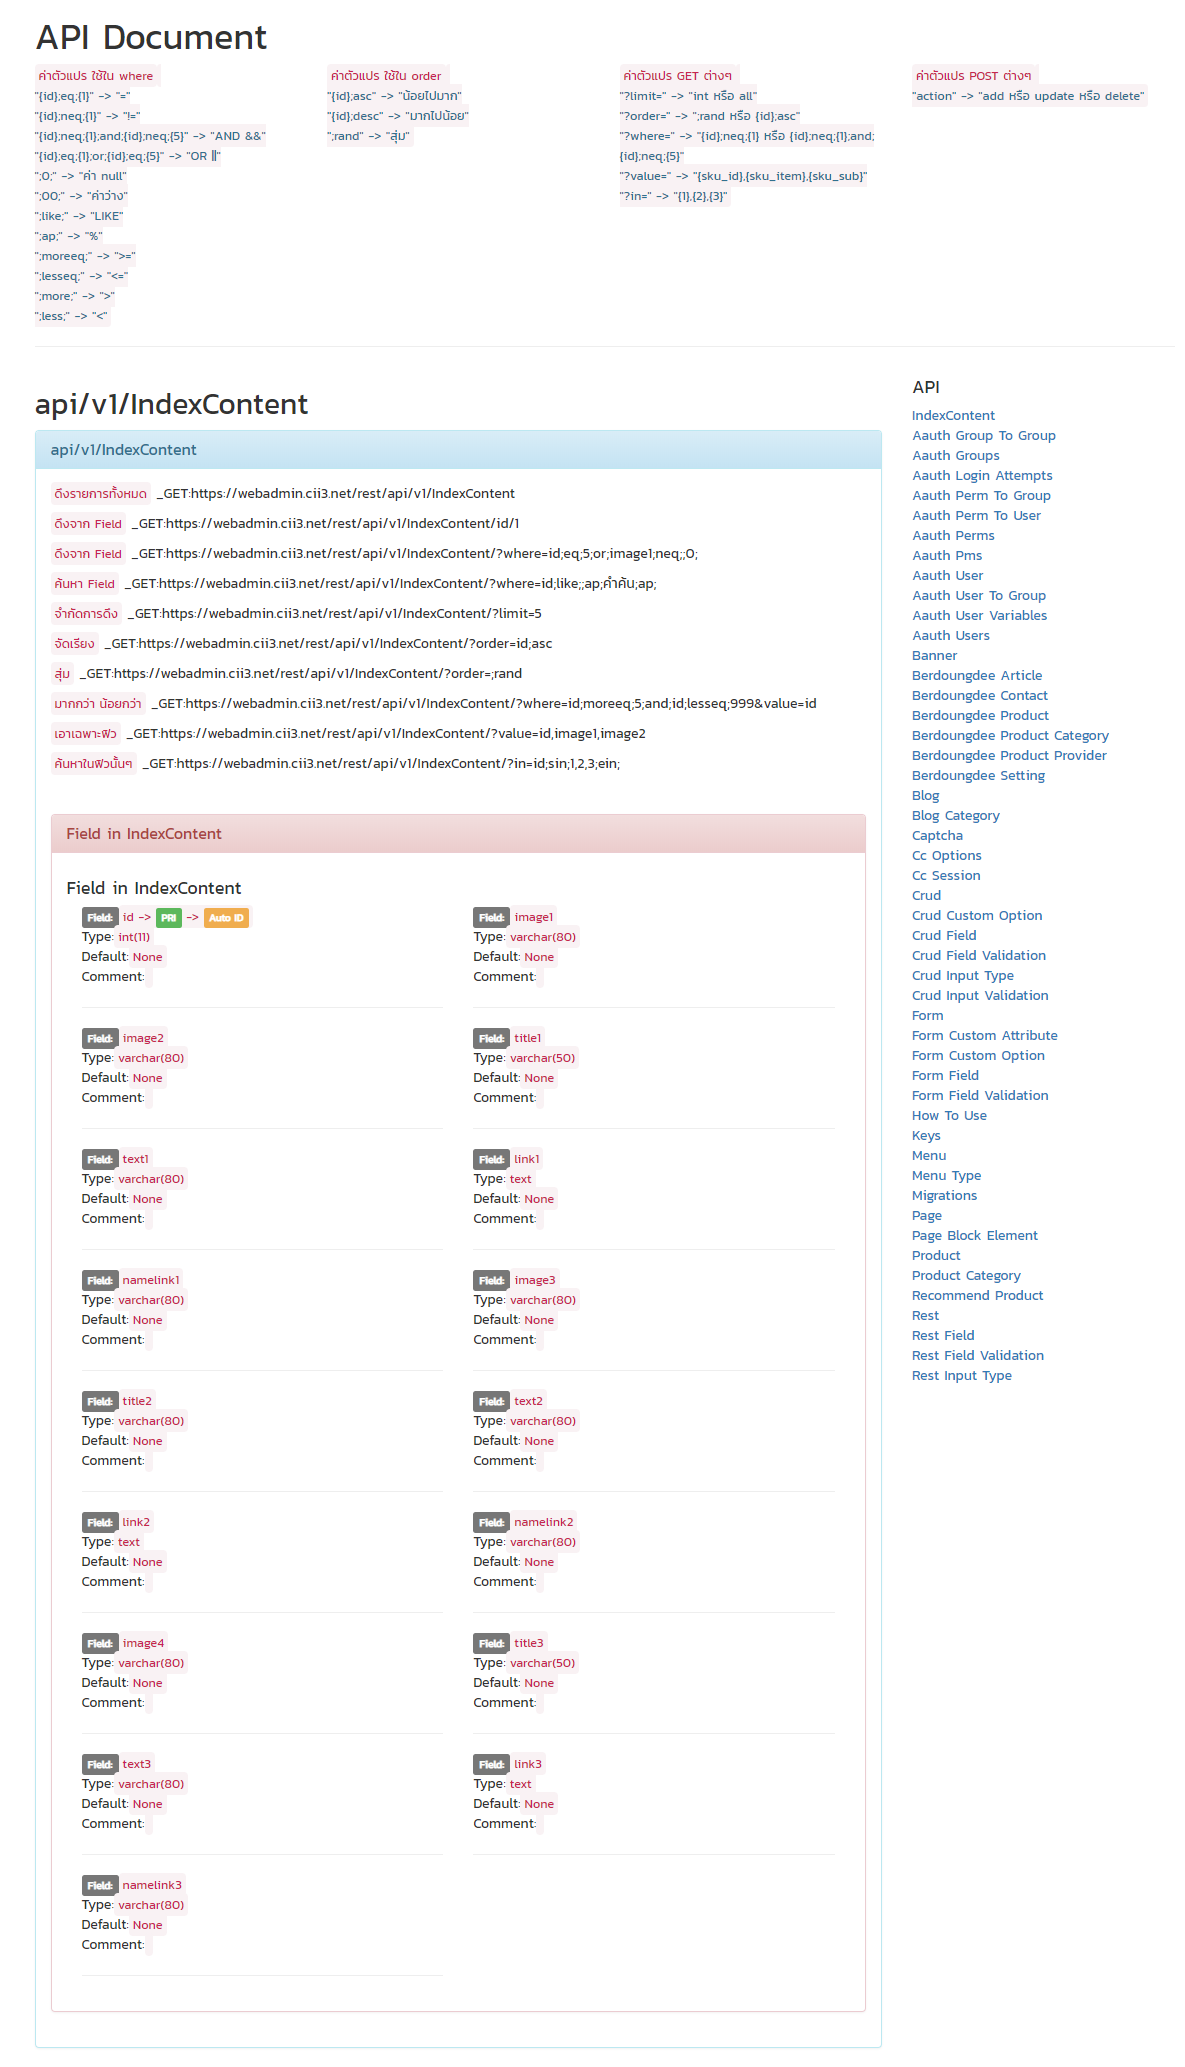 API Document
ค่าตัวแปร ใช้ใน where
"{id};eq;{1}" -> "="
"{id};neq;{1}" -> "!="
"{id};neq;{1};and;{id};neq;{5}" -> "AND &&"
"{id};eq;{1};or;{id};eq;{5}" -> "OR ||"
";0;" -> "ค่า null"
";00;" -> "ค่าว่าง"
";like;" -> "LIKE"
";ap;" -> "%"
";moreeq;" -> ">="
";lesseq;" -> "<="
";more;" -> ">"
";less;" -> "<"
ค่าตัวแปร ใช้ใน order
"{id};asc" -> "น้อยไปมาก"
"{id};desc" -> "มากไปน้อย"
";rand" -> "สุ่ม"
ค่าตัวแปร GET ต่างๆ
"?limit=" -> "int หรือ all"
"?order=" -> ";rand หรือ {id};asc"
"?where=" -> "{id};neq;{1} หรือ {id};neq;{1};and;
{id};neq;{5}"
"?value=" -> "{sku_id},{sku_item},{sku_sub}"
"?in=" -> "{1},{2},{3}"
ค่าตัวแปร POST ต่างๆ
"action" -> "add หรือ update หรือ delete"
api/v1/IndexContent
api/v1/IndexContent
ดึงรายการทั้งหมด _GET:https://webadmin.cii3.net/rest/api/v1/IndexContent
ดึงจาก Field _GET:https://webadmin.cii3.net/rest/api/v1/IndexContent/id/1
ดึงจาก Field _GET:https://webadmin.cii3.net/rest/api/v1/IndexContent/?where=id;eq;5;or;image1;neq;;0;
ค้นหา Field _GET:https://webadmin.cii3.net/rest/api/v1/IndexContent/?where=id;like;;ap;คำค้น;ap;
จำกัดการดึง _GET:https://webadmin.cii3.net/rest/api/v1/IndexContent/?limit=5
จัดเรียง _GET:https://webadmin.cii3.net/rest/api/v1/IndexContent/?order=id;asc
สุ่ม _GET:https://webadmin.cii3.net/rest/api/v1/IndexContent/?order=;rand
มากกว่า น้อยกว่า _GET:https://webadmin.cii3.net/rest/api/v1/IndexContent/?where=id;moreeq;5;and;id;lesseq;999&value=id
เอาเฉพาะฟิว _GET:https://webadmin.cii3.net/rest/api/v1/IndexContent/?value=id,image1,image2
ค้นหาในฟิวนั้นๆ _GET:https://webadmin.cii3.net/rest/api/v1/IndexContent/?in=id;sin;1,2,3;ein;
Field in IndexContent
Field in IndexContent
Field: id -> PRI -> Auto ID
Type: int(11)
Default: None
Comment:
Field: image1
Type: varchar(80)
Default: None
Comment:
Field: image2
Type: varchar(80)
Default: None
Comment:
Field: title1
Type: varchar(50)
Default: None
Comment:
Field: text1
Type: varchar(80)
Default: None
Comment:
Field: link1
Type: text
Default: None
Comment:
Field: namelink1
Type: varchar(80)
Default: None
Comment:
Field: image3
Type: varchar(80)
Default: None
Comment:
Field: title2
Type: varchar(80)
Default: None
Comment:
Field: text2
Type: varchar(80)
Default: None
Comment:
Field: link2
Type: text
Default: None
Comment:
Field: namelink2
Type: varchar(80)
Default: None
Comment:
Field: image4
Type: varchar(80)
Default: None
Comment:
Field: title3
Type: varchar(50)
Default: None
Comment:
Field: text3
Type: varchar(80)
Default: None
Comment:
Field: link3
Type: text
Default: None
Comment:
Field: namelink3
Type: varchar(80)
Default: None
Comment:
API
IndexContent
Aauth Group To Group
Aauth Groups
Aauth Login Attempts
Aauth Perm To Group
Aauth Perm To User
Aauth Perms
Aauth Pms
Aauth User
Aauth User To Group
Aauth User Variables
Aauth Users
Banner
Berdoungdee Article
Berdoungdee Contact
Berdoungdee Product
Berdoungdee Product Category
Berdoungdee Product Provider
Berdoungdee Setting
Blog
Blog Category
Captcha
Cc Options
Cc Session
Crud
Crud Custom Option
Crud Field
Crud Field Validation
Crud Input Type
Crud Input Validation
Form
Form Custom Attribute
Form Custom Option
Form Field
Form Field Validation
How To Use
Keys
Menu
Menu Type
Migrations
Page
Page Block Element
Product
Product Category
Recommend Product
Rest
Rest Field
Rest Field Validation
Rest Input Type